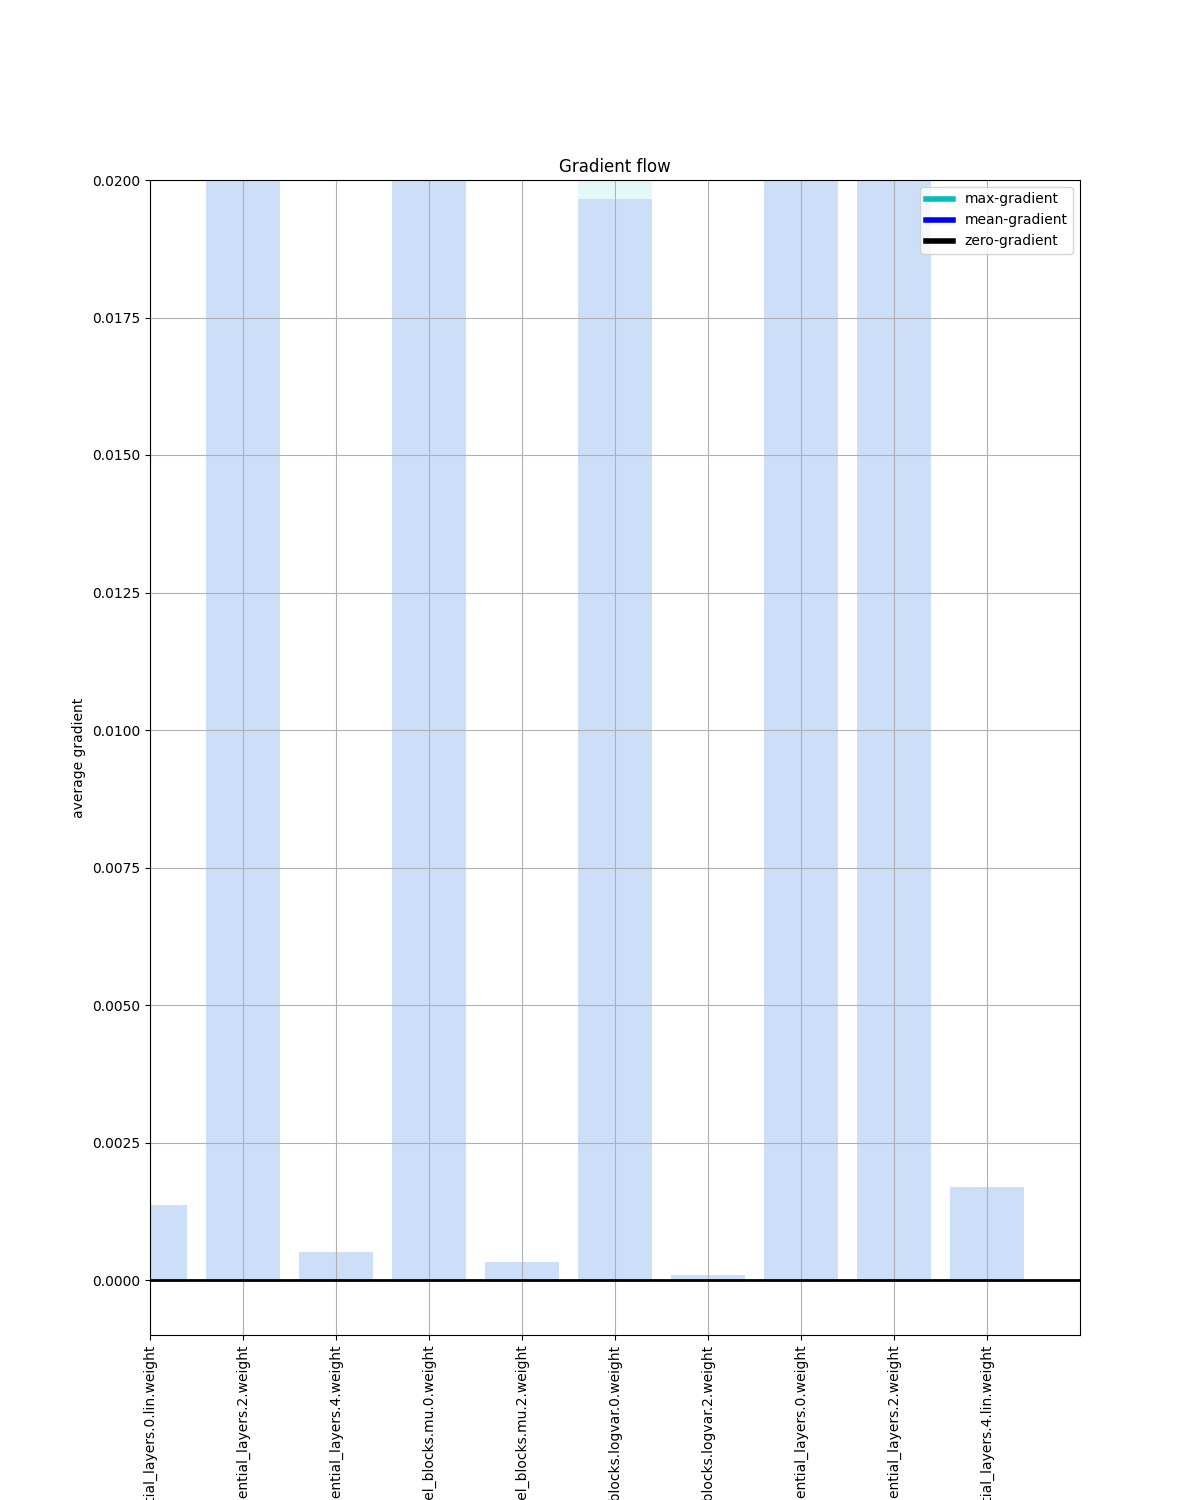 Gradient flow
max-gradient
mean-gradient
zero-gradient
0.0200
0.0175
0.0150
0.0125
0.0100
0.0075
0.0050
0.0025
0.0000
average gradient
tial_layers.0.lin.weight
ential_layers.2.weight
ential_layers.4.weight
el_blocks.mu.0.weight
el_blocks.mu.2.weight
blocks.logvar.0.weight
blocks.logvar.2.weight
ential_layers.0.weight
ential_layers.2.weight
tial_layers.4.lin.weight